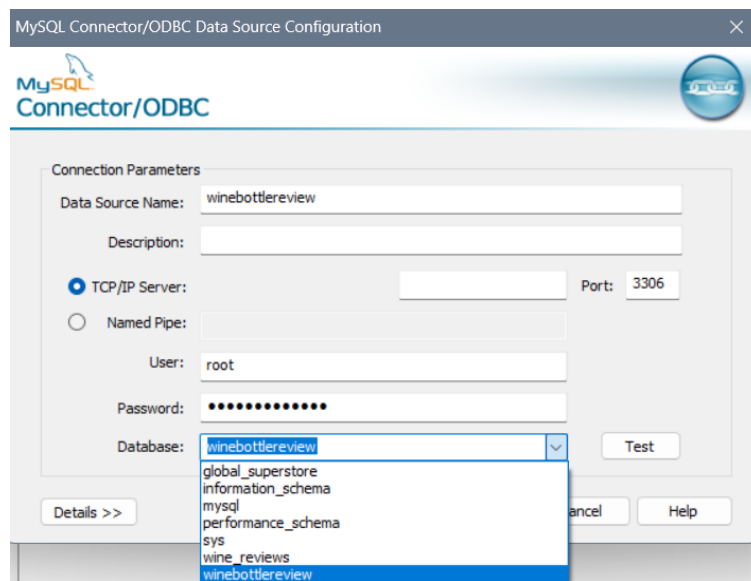 MySQL Connector/ODBC Data Source Configuration
MySQL
Connector/ODBC
Connection Parameters
Data Source Name: winebottlereview
Description:
TCP/IP Server: Port: 3306
Named Pipe:
User: root
Password: •••••••••••••
Database: winebottlereview Test
global_superstore
information_schema
mysql
performance_schema
sys
wine_reviews
winebottlereview
Details >> ancel Help